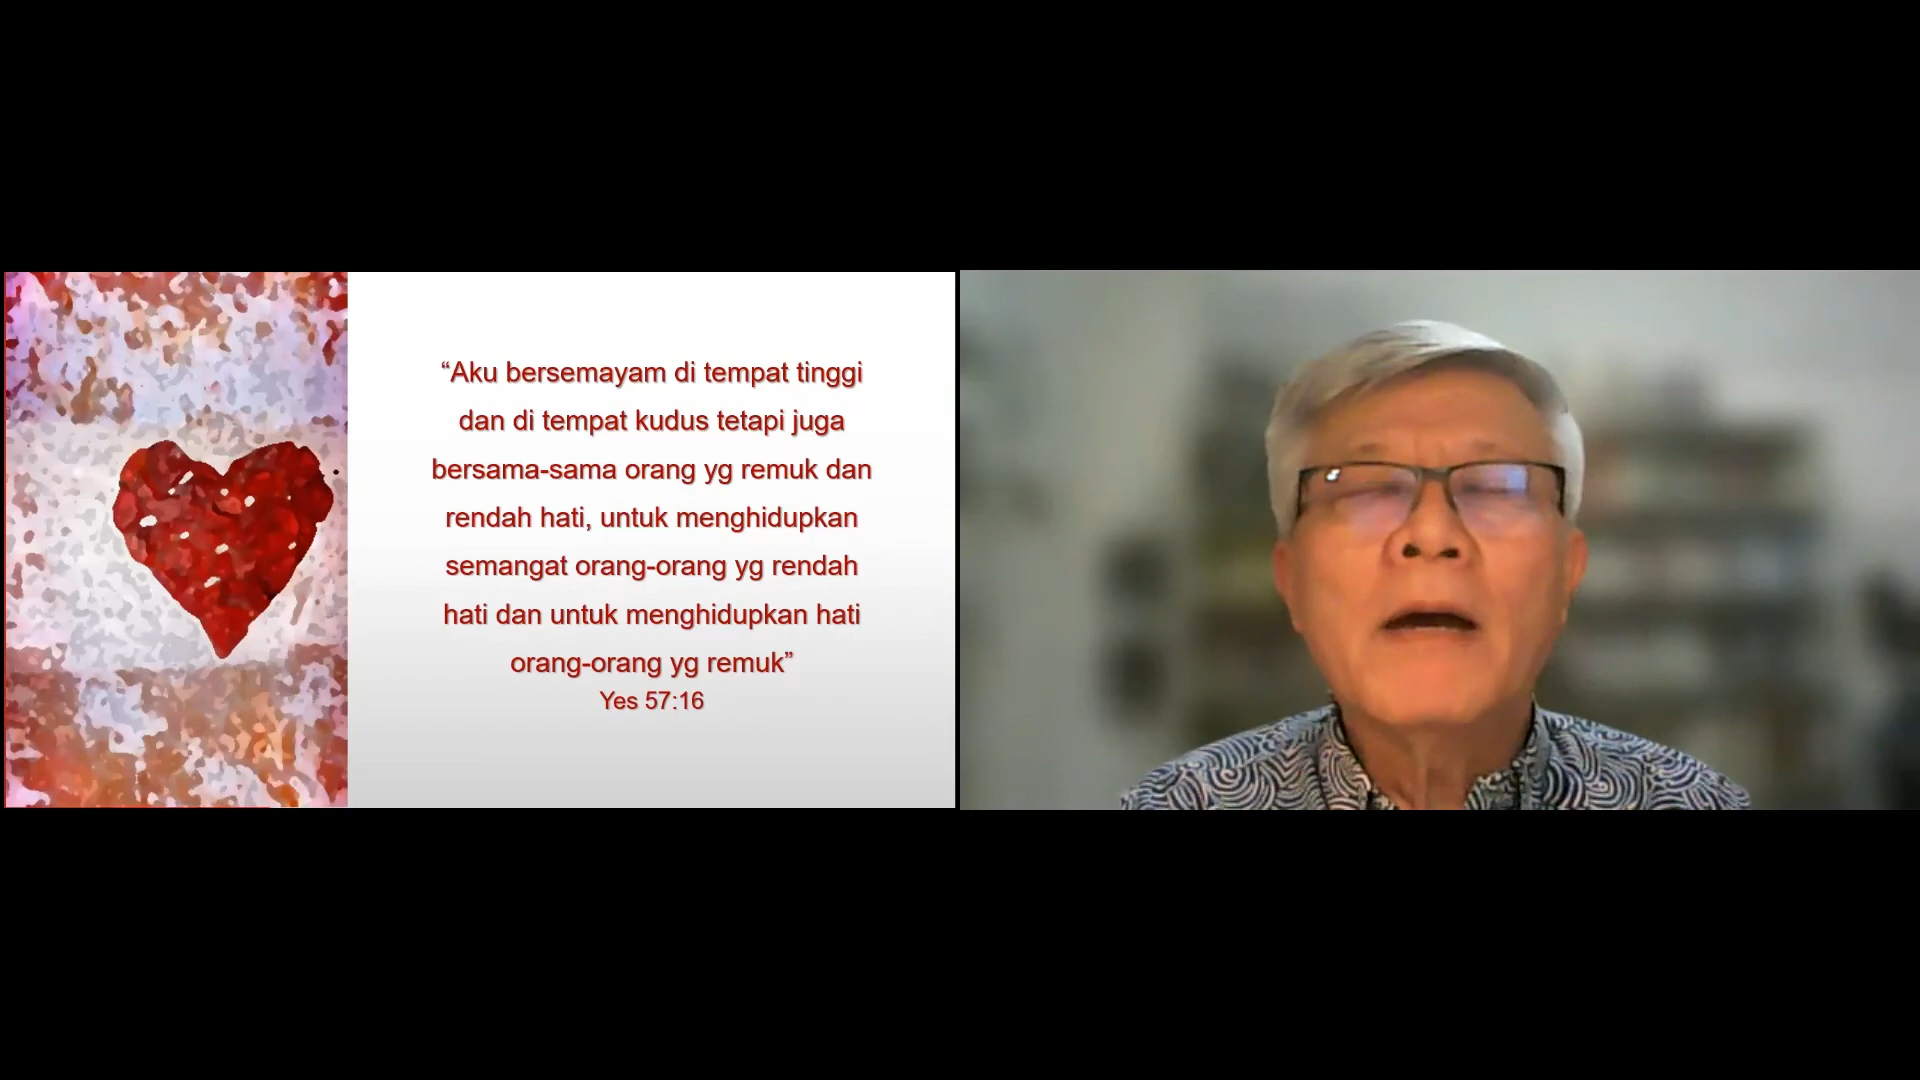 “Aku bersemayam di tempat tinggi
dan di tempat kudus tetapi juga
bersama-sama orang yg remuk dan
rendah hati, untuk menghidupkan
semangat orang-orang yg rendah
hati dan untuk menghidupkan hati
orang-orang yg remuk”
Yes 57:16